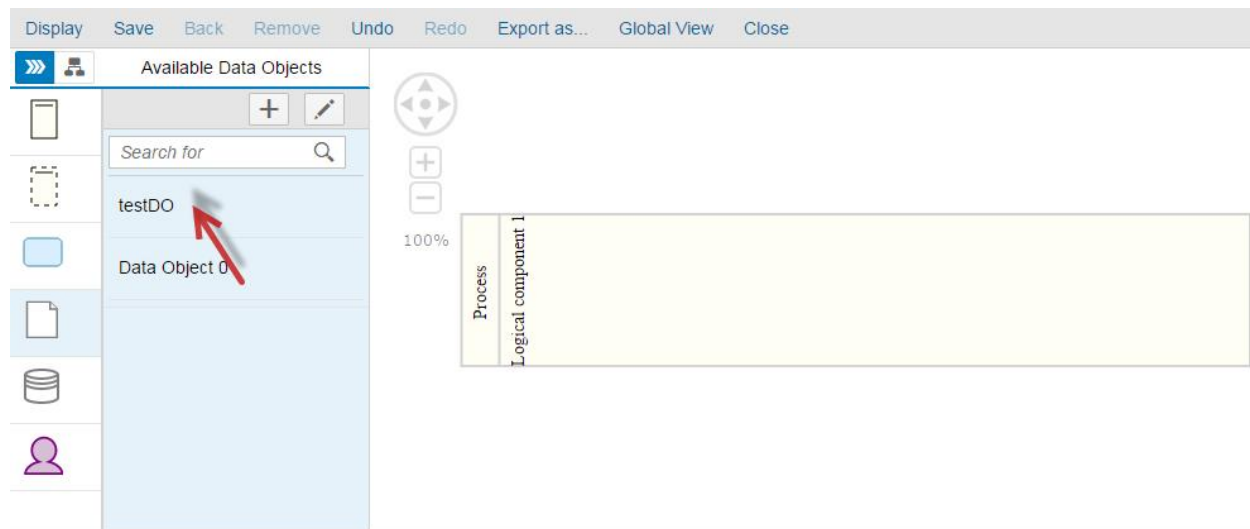 Display Save Back Remove Undo Redo Export as... Global View Close
Available Data Objects
Search for
testDO
Data Object 0
100%
Process
Logical component 1